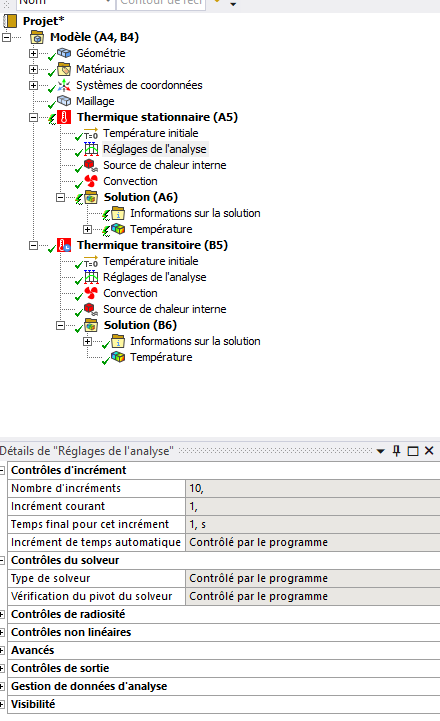 Nom
Contour de réci
Projet*
Modèle (A4, B4)
Géométrie
Matériaux
Systèmes de coordonnées
Maillage
Thermique stationnaire (A5)
Température initiale
Réglages de l'analyse
Source de chaleur interne
Convection
Solution (A6)
Informations sur la solution
Température
Thermique transitoire (B5)
Température initiale
Réglages de l'analyse
Convection
Source de chaleur interne
Solution (B6)
Informations sur la solution
Température
Détails de "Réglages de l'analyse"
Contrôles d'incrément
Nombre d'incréments 10,
Incrément courant 1,
Temps final pour cet incrément 1, s
Incrément de temps automatique Contrôlé par le programme
Contrôles du solveur
Type de solveur Contrôlé par le programme
Vérification du pivot du solveur Contrôlé par le programme
Contrôles de radiosité
Contrôles non linéaires
Avancés
Contrôles de sortie
Gestion de données d'analyse
Visibilité